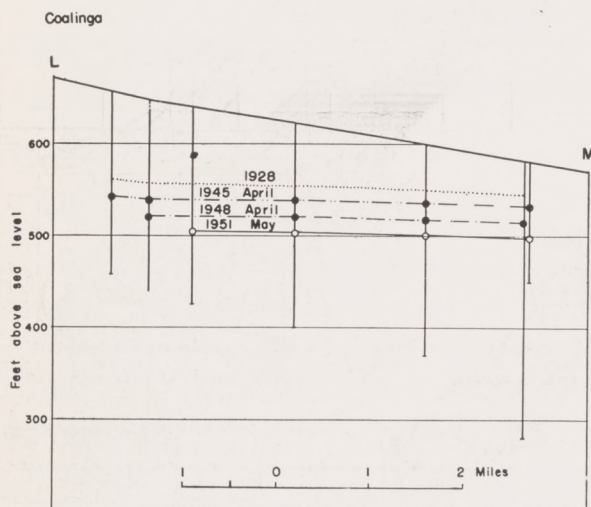 Coalinga
L
M
600
500
400
300
Feet above sea level
1928
1945 April
1948 April
1951 May
1 0 1 2 Miles